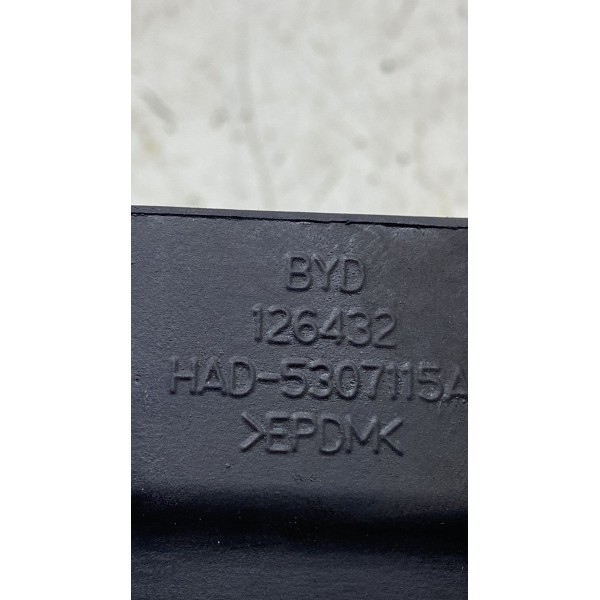 BYD
126432
HAD-5307115A
>EPDM<